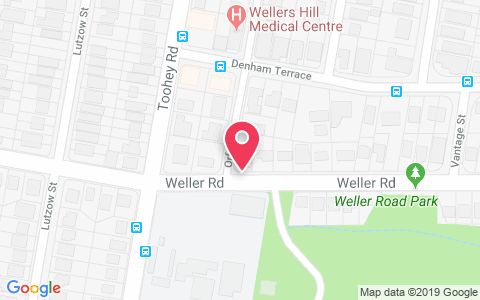 Wellers Hill
Medical Centre
Lutzow St
Toohey Rd
Denham Terrace
Vantage St
Weller Rd
Weller Rd
Lutzow St
Weller Road Park
Google
Map data ©2019 Google